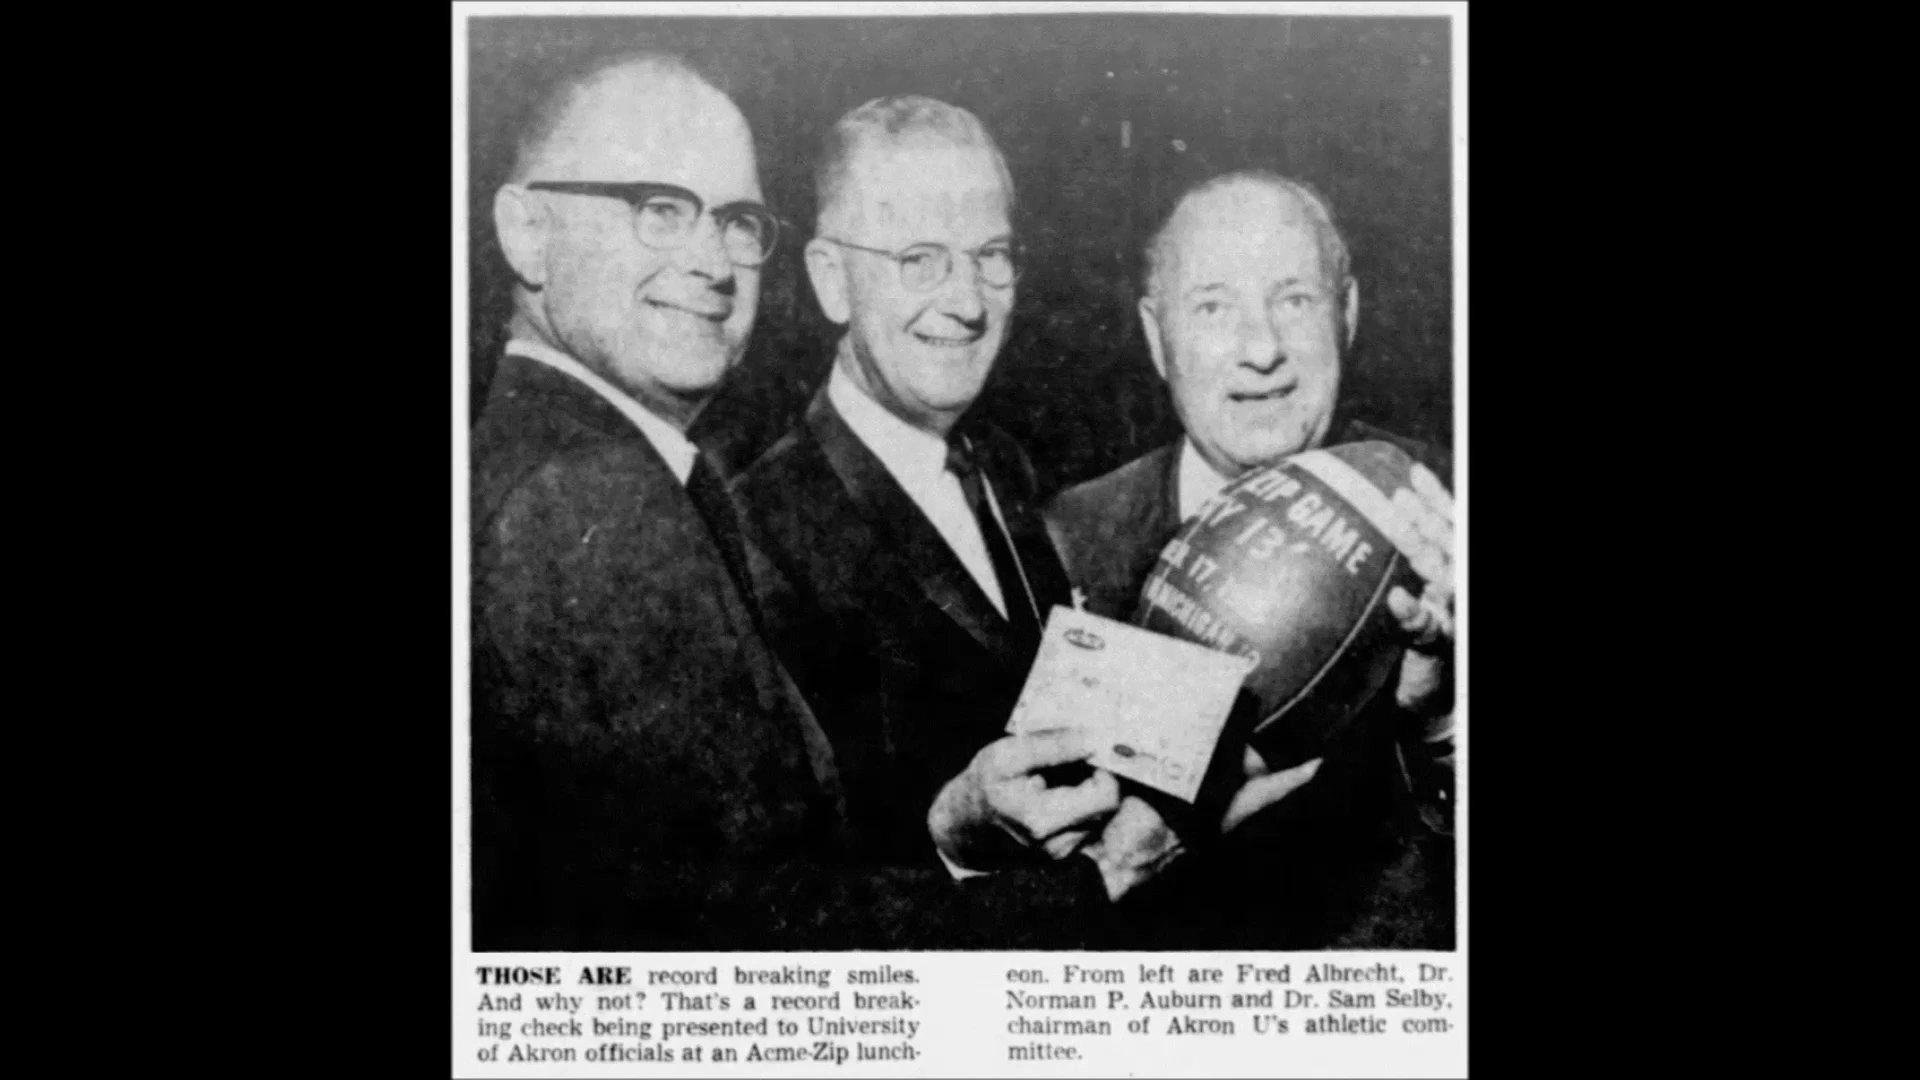 ZIP GAME
13
17,
THOSE ARE record breaking smiles.
And why not? That's a record break-
ing check being presented to University
of Akron officials at an Acme-Zip lunch-
eon. From left are Fred Albrecht, Dr.
Norman P. Auburn and Dr. Sam Selby,
chairman of Akron U's athletic com-
mittee.